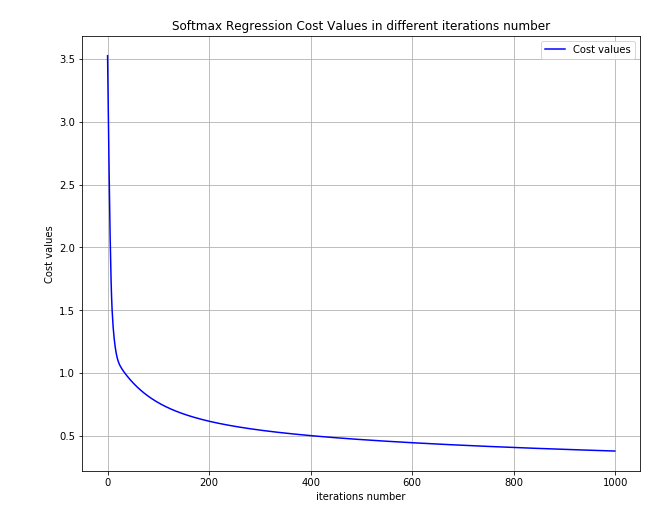 Softmax Regression Cost Values in different iterations number
Cost values
3.5
3.0
2.5
2.0
1.5
1.0
0.5
Cost values
0 200 400 600 800 1000
iterations number